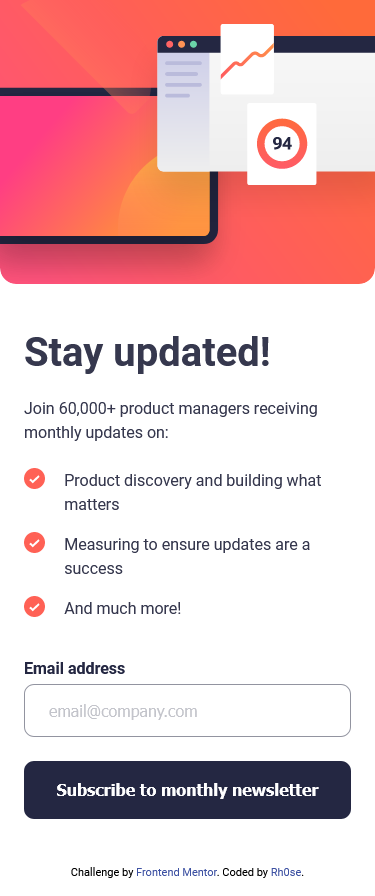 94
Stay updated!
Join 60,000+ product managers receiving
monthly updates on:
Product discovery and building what
matters
Measuring to ensure updates are a
success
And much more!
Email address
email@company.com
Subscribe to monthly newsletter
Challenge by Frontend Mentor. Coded by Rh0se.